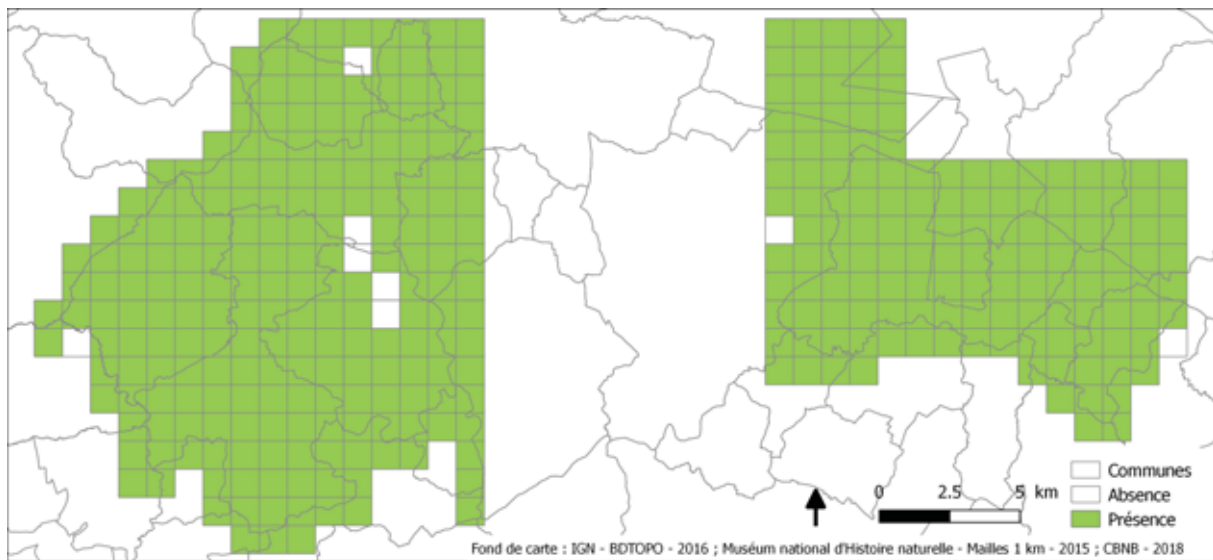 Communes
Absence
Présence
0 2.5 5 km
Fond de carte : IGN - BDTOPO - 2016 ; Muséum national d'Histoire naturelle - Mailles 1 km - 2015 ; CBNB - 2018